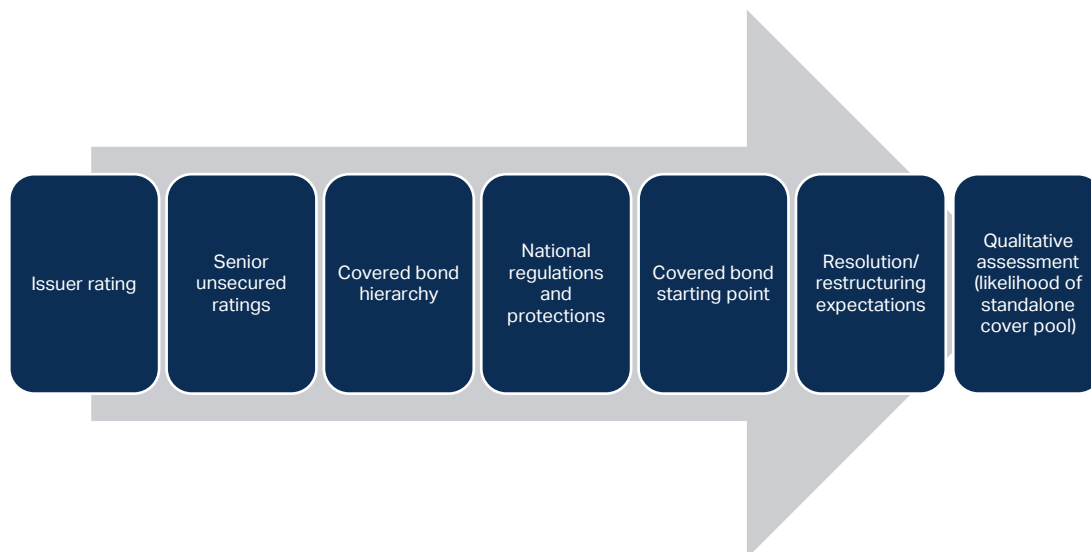 Issuer rating
Senior
unsecured
ratings
Covered bond
hierarchy
National
regulations
and
protections
Covered bond
starting point
Resolution/
restructuring
expectations
Qualitative
assessment
(likelihood of
standalone
cover pool)